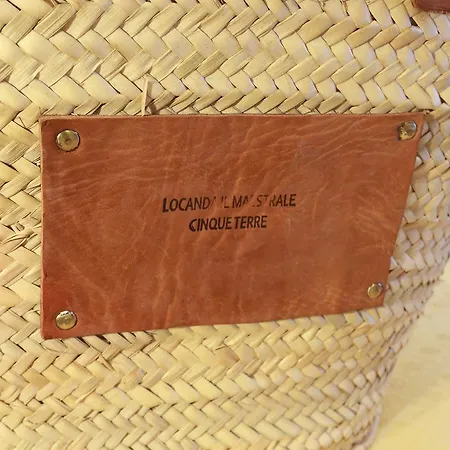 LOCANDA IL MAESTRALE
CINQUE TERRE